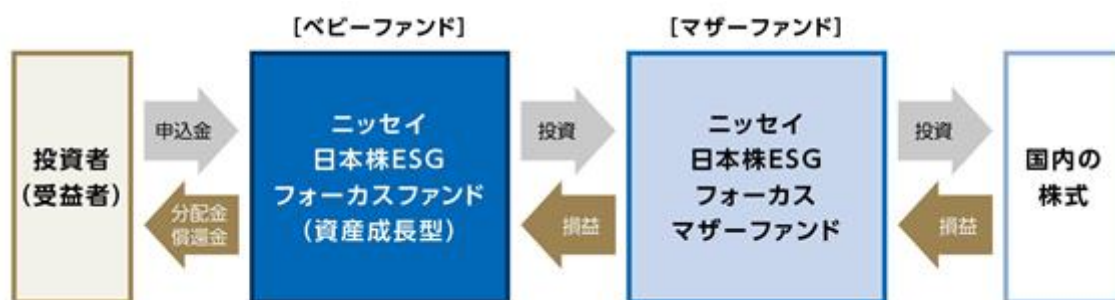 [ベビーファンド]
[マザーファンド]
投資者
(受益者)
申込金
分配金
償還金
ニッセイ
日本株ESG
フォーカスファンド
(資産成長型)
投資
損益
ニッセイ
日本株ESG
フォーカス
マザーファンド
投資
損益
国内の
株式